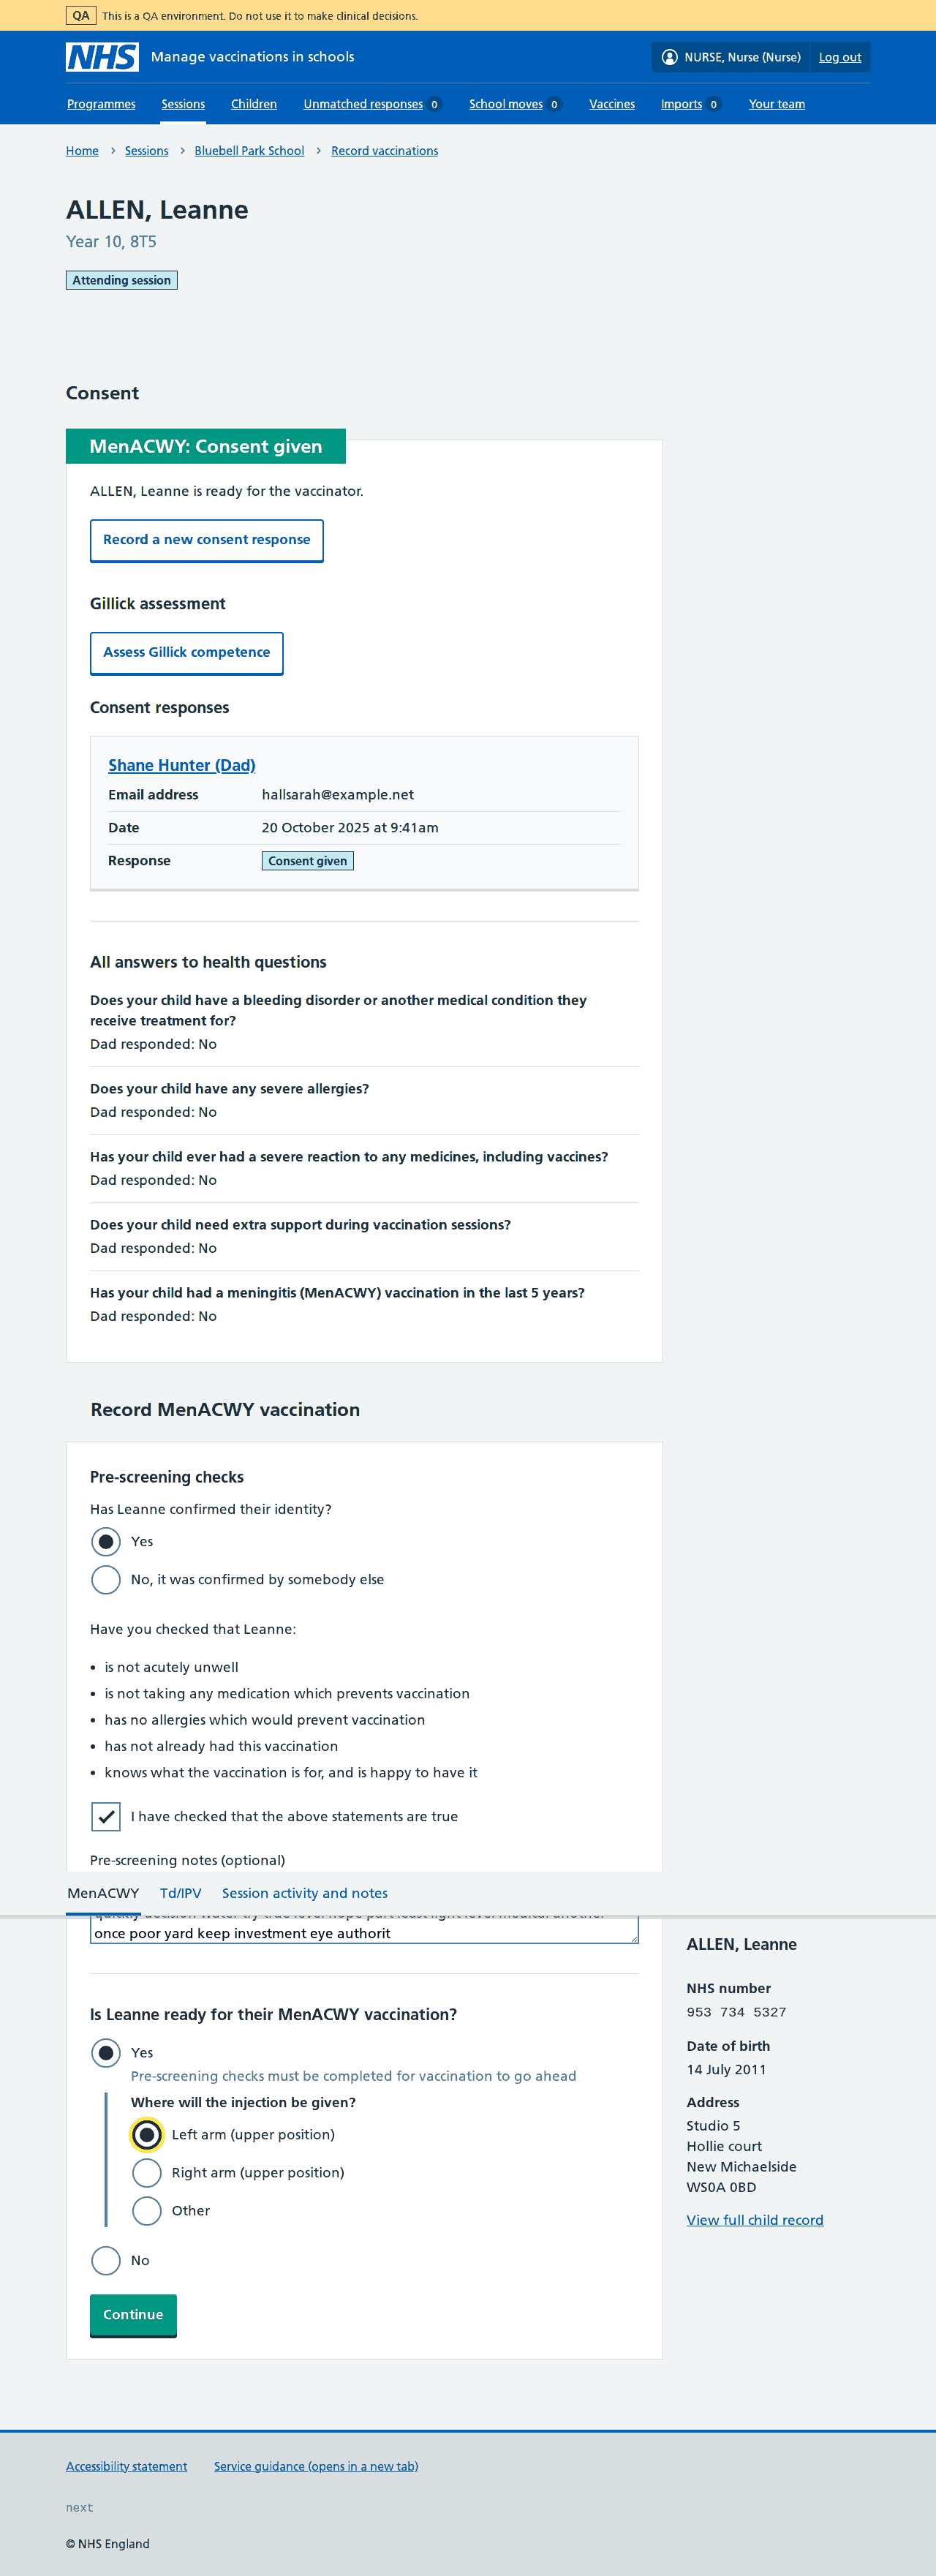 QA This is a QA environment. Do not use it to make clinical decisions.
NHS Manage vaccinations in schools NURSE, Nurse (Nurse) Log out
Programmes Sessions Children Unmatched responses 0 School moves 0 Vaccines Imports 0 Your team
Home Sessions Bluebell Park School Record vaccinations
ALLEN, Leanne
Year 10, 8T5
Attending session
Consent
MenACWY: Consent given
ALLEN, Leanne is ready for the vaccinator.
Record a new consent response
Gillick assessment
Assess Gillick competence
Consent responses
Shane Hunter (Dad)
Email address hallsarah@example.net
Date 20 October 2025 at 9:41am
Response Consent given
All answers to health questions
Does your child have a bleeding disorder or another medical condition they
receive treatment for?
Dad responded: No
Does your child have any severe allergies?
Dad responded: No
Has your child ever had a severe reaction to any medicines, including vaccines?
Dad responded: No
Does your child need extra support during vaccination sessions?
Dad responded: No
Has your child had a meningitis (MenACWY) vaccination in the last 5 years?
Dad responded: No
Record MenACWY vaccination
Pre-screening checks
Has Leanne confirmed their identity?
Yes
No, it was confirmed by somebody else
Have you checked that Leanne:
is not acutely unwell
is not taking any medication which prevents vaccination
has no allergies which would prevent vaccination
has not already had this vaccination
knows what the vaccination is for, and is happy to have it
I have checked that the above statements are true
Pre-screening notes (optional)
MenACWY Td/IPV Session activity and notes
quickly decision water try true level hope part least light level medical another
once poor yard keep investment eye authorit
Is Leanne ready for their MenACWY vaccination?
Yes
Pre-screening checks must be completed for vaccination to go ahead
Where will the injection be given?
Left arm (upper position)
Right arm (upper position)
Other
No
Continue
ALLEN, Leanne
NHS number
953 734 5327
Date of birth
14 July 2011
Address
Studio 5
Hollie court
New Michaelside
WS0A 0BD
View full child record
Accessibility statement Service guidance (opens in a new tab)
next
© NHS England